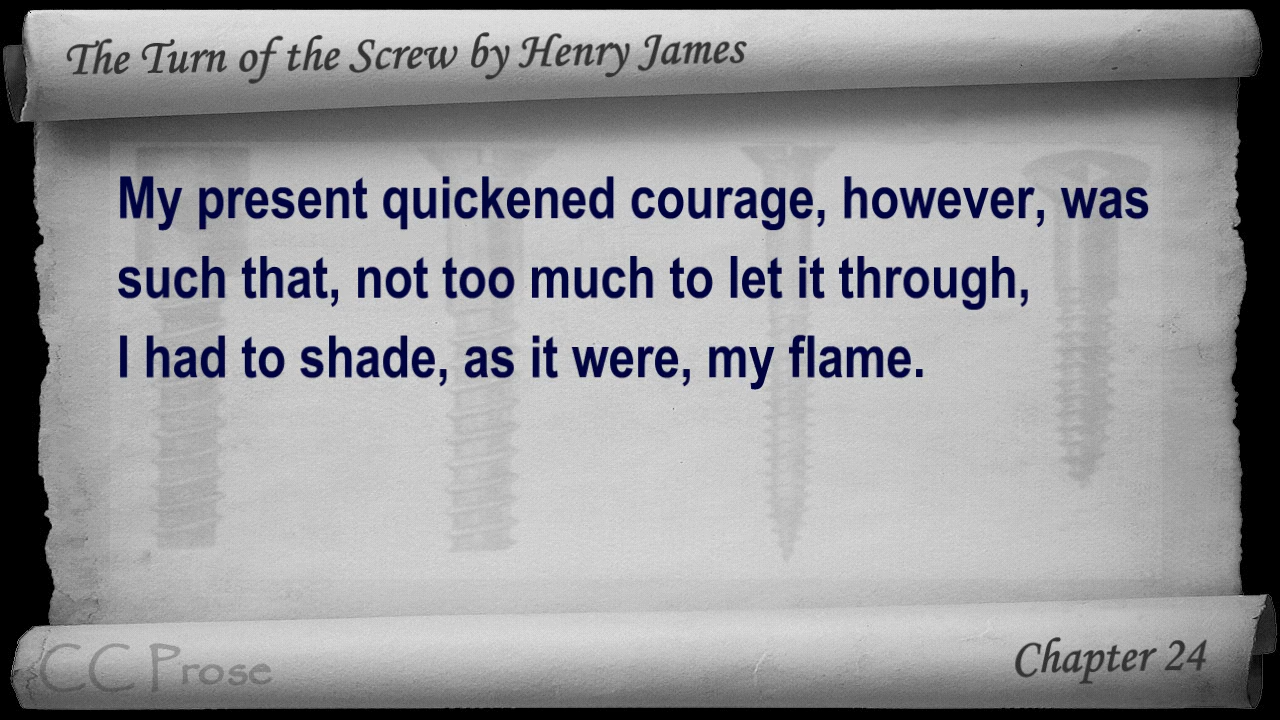 The Turn of the Screw by Henry James
My present quickened courage, however, was
such that, not too much to let it through,
I had to shade, as it were, my flame.
CC Prose
Chapter 24